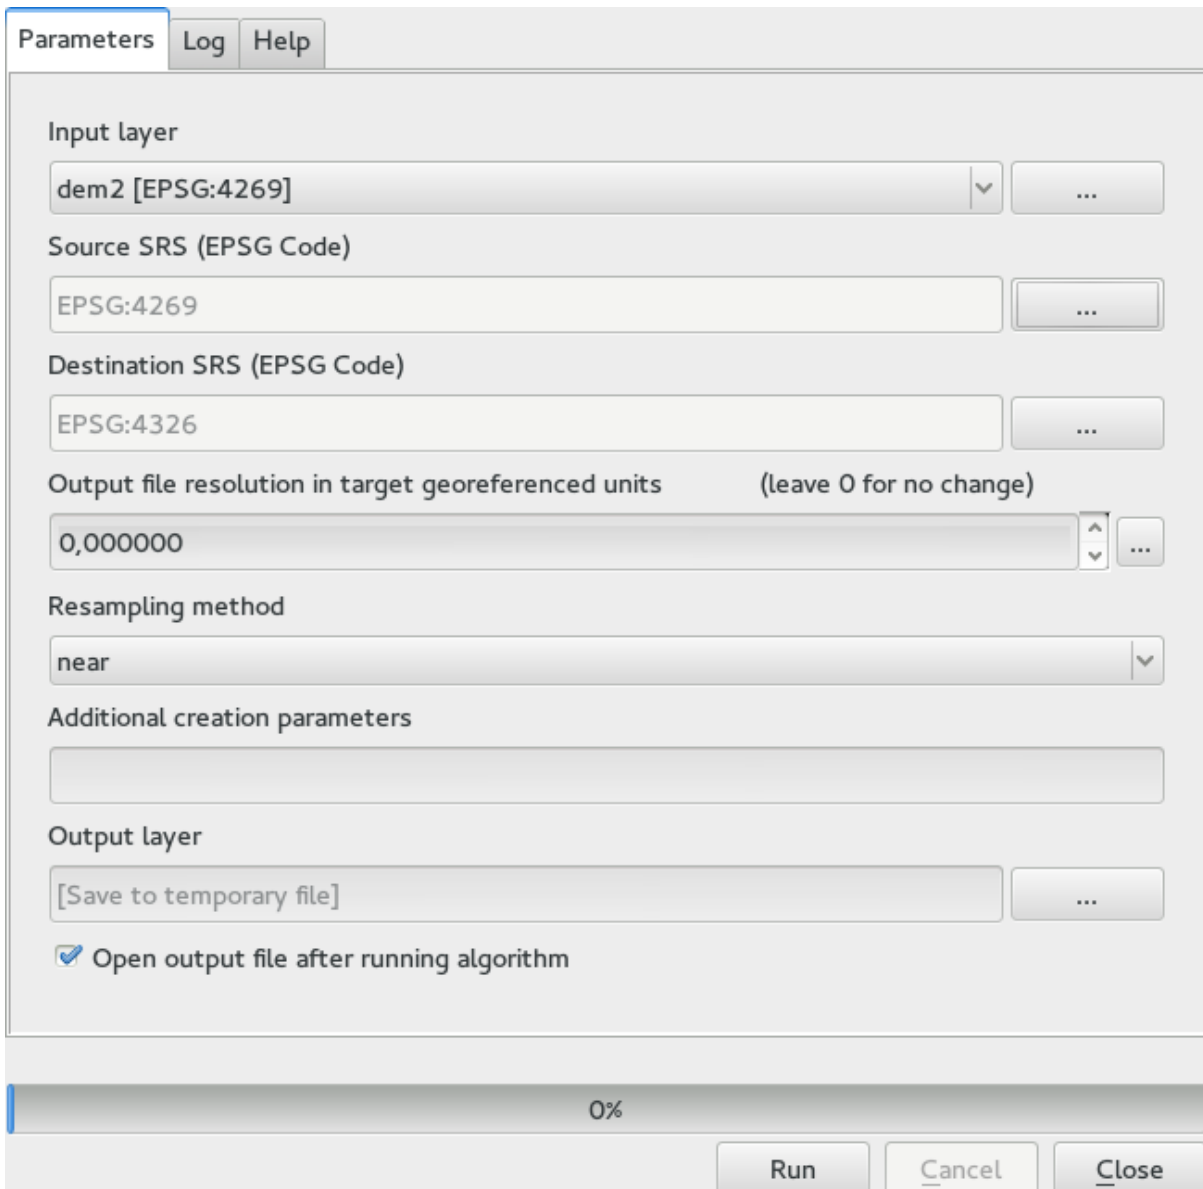 Parameters Log Help
Input layer
dem2 [EPSG:4269]
...
Source SRS (EPSG Code)
EPSG:4269
...
Destination SRS (EPSG Code)
EPSG:4326
...
Output file resolution in target georeferenced units (leave 0 for no change)
0,000000
...
Resampling method
near
Additional creation parameters
Output layer
[Save to temporary file]
...
Open output file after running algorithm
0%
Run Cancel Close